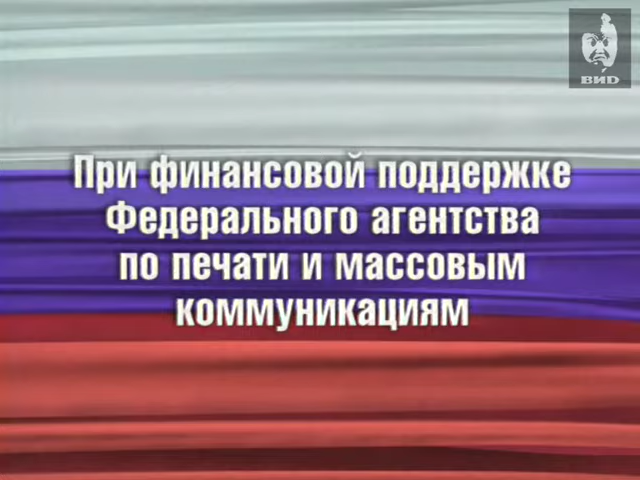 ВИD
При финансовой поддержке
Федерального агентства
по печати и массовым
коммуникациям